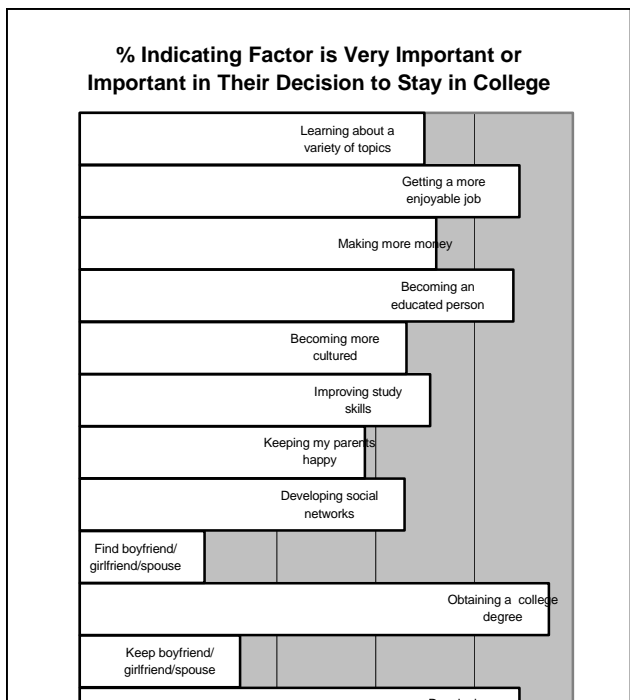 % Indicating Factor is Very Important or
Important in Their Decision to Stay in College
Learning about a
variety of topics
Getting a more
enjoyable job
Making more money
Becoming an
educated person
Becoming more
cultured
Improving study
skills
Keeping my parents
happy
Developing social
networks
Find boyfriend/
girlfriend/spouse
Obtaining a college
degree
Keep boyfriend/
girlfriend/spouse